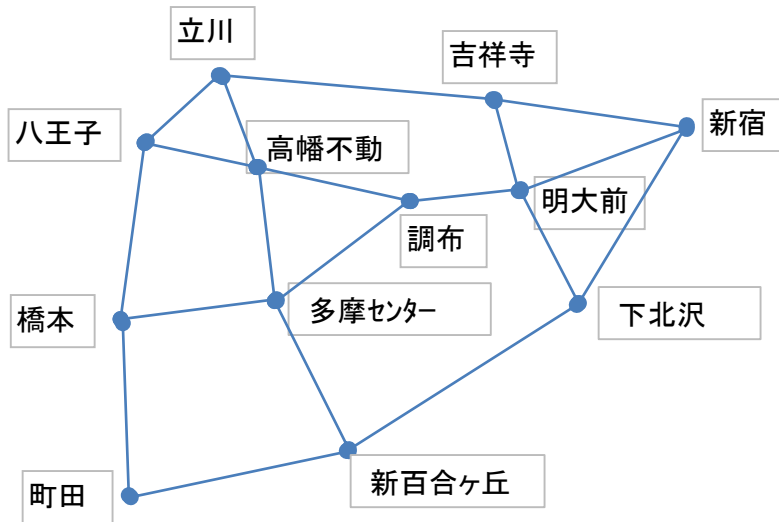 立川
吉祥寺
新宿
八王子
高幡不動
明大前
調布
橋本
多摩センター
下北沢
町田
新百合ヶ丘